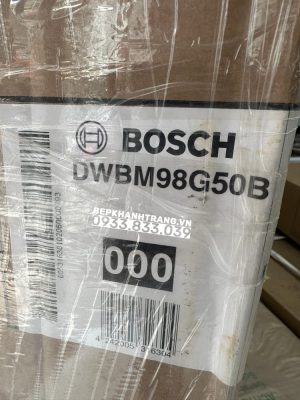 BOSCH
DWBM98G50B
BEPKHANHTRANG.VN
0933.833.039
000